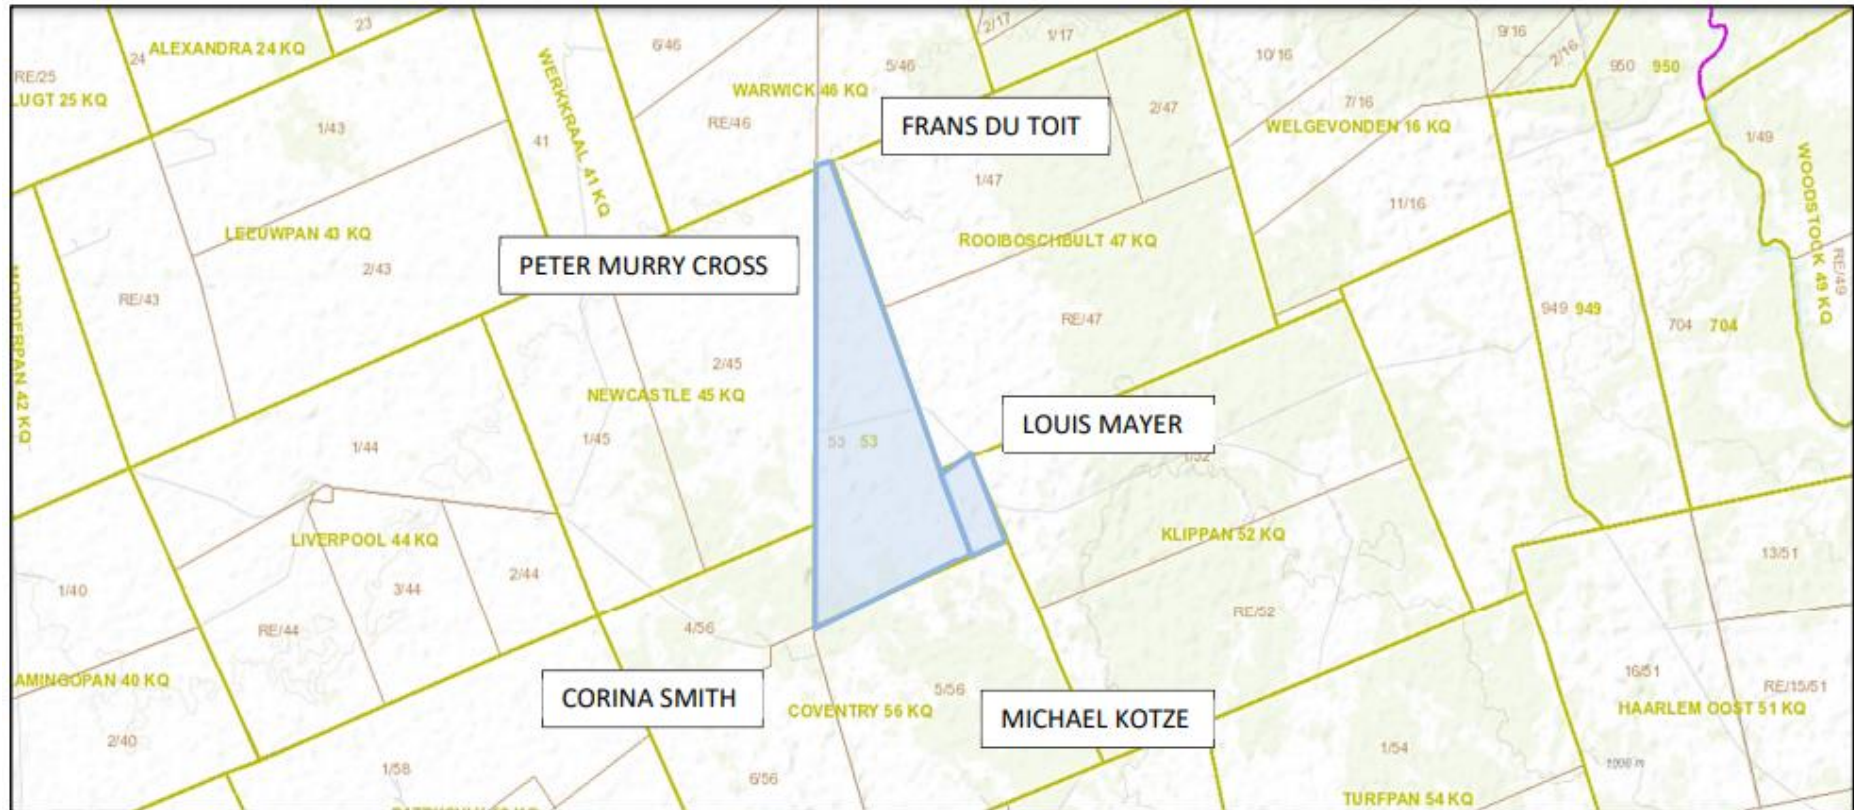 23
24
ALEXANDRA 24 KQ
RE/25
LUGT 25 KQ
1/43
WERKKRAAL 41 KQ
41
6/46
5/46
WARWICK 46 KQ
RE/46
2/17
1/17
2/47
FRANS DU TOIT
10/16
9/16
2/16
7/16
WELGEVONDEN 16 KQ
950 950
1/49
WOODSTOCK 49 KQ
RE/49
1/47
11/16
ROOIBOSCHBULT 47 KQ
LEEUWPAN 43 KQ
2/43
RE/43
MODDERPAN 42 KQ
PETER MURRY CROSS
RE/47
949 949
704 704
2/45
NEWCASTLE 45 KQ
1/45
1/44
53 53
LOUIS MAYER
1/52
KLIPPAN 52 KQ
LIVERPOOL 44 KQ
2/44
3/44
RE/44
1/40
13/51
RE/52
4/56
AMINGOPAN 40 KQ
2/40
CORINA SMITH
5/56
COVENTRY 56 KQ
MICHAEL KOTZE
16/51
RE/15/51
HAARLEM OOST 51 KQ
1/54
1/58
6/56
TURFPAN 54 KQ